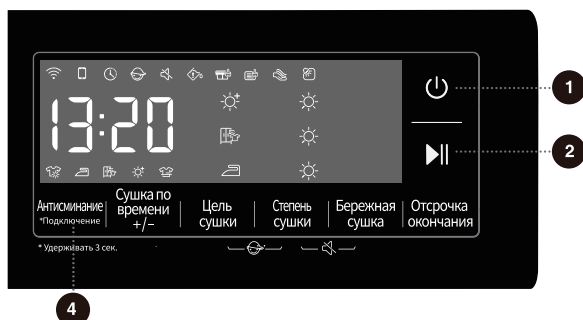 1
13:20
2
Антисминание
*Подключение
Сушка по
времени
+/−
Цель
сушки
Степень
сушки
Бережная
сушка
Отсрочка
окончания
* Удерживать 3 сек.
4